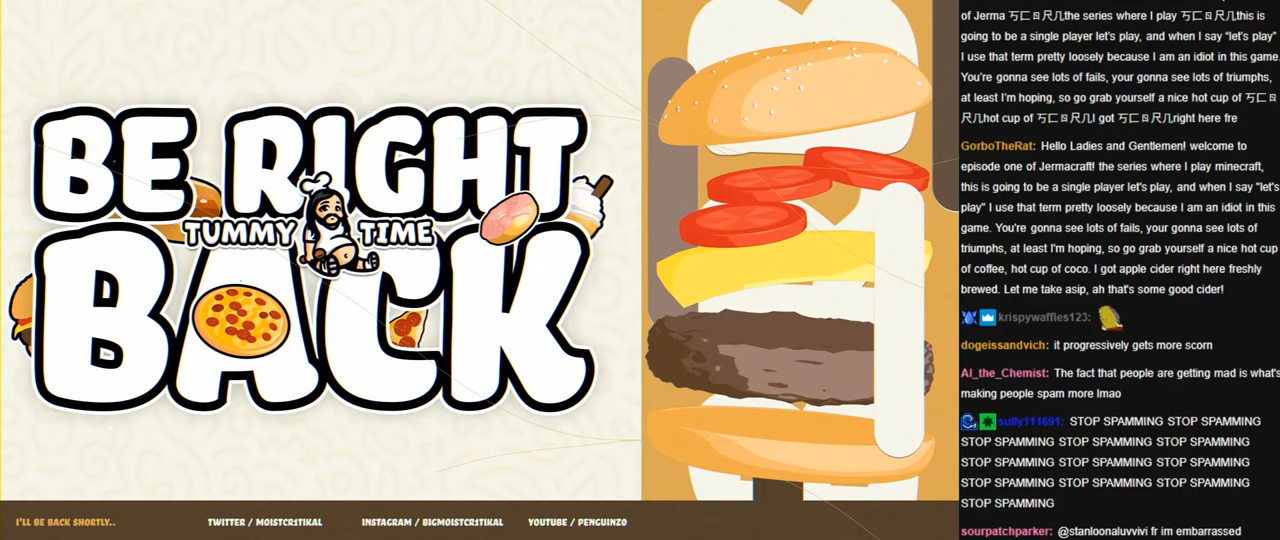 BE RIGHT
TUMMY TIME
BACK
I'LL BE BACK SHORTLY..
TWITTER / MOISTCR1TIKAL
INSTAGRAM / BIGMOISTCR1TIKAL
YOUTUBE / PENGUINZ0
of Jerma 丂匚ㄖ尺几the series where I play 丂匚ㄖ尺几this is
going to be a single player let's play, and when I say "let's play"
I use that term pretty loosely because I am an idiot in this game.
You're gonna see lots of fails, your gonna see lots of triumphs,
at least I'm hoping, so go grab yourself a nice hot cup of 丂匚ㄖ
尺几hot cup of 丂匚ㄖ尺几I got 丂匚ㄖ尺几right here fre
GorboTheRat: Hello Ladies and Gentlemen! welcome to
episode one of Jermacraft! the series where I play minecraft,
this is going to be a single player let's play, and when I say "let's
play" I use that term pretty loosely because I am an idiot in this
game. You're gonna see lots of fails, your gonna see lots of
triumphs, at least I'm hoping, so go grab yourself a nice hot cup
of coffee, hot cup of coco. I got apple cider right here freshly
brewed. Let me take asip, ah that's some good cider!
krispywaffles123:
dogeissandvich: it progressively gets more scorn
Al_the_Chemist: The fact that people are getting mad is what's
making people spam more lmao
sully111691: STOP SPAMMING STOP SPAMMING
STOP SPAMMING STOP SPAMMING STOP SPAMMING
STOP SPAMMING STOP SPAMMING STOP SPAMMING
STOP SPAMMING STOP SPAMMING STOP SPAMMING
STOP SPAMMING
sourpatchparker: @stanloonaluvvivi fr im embarrassed